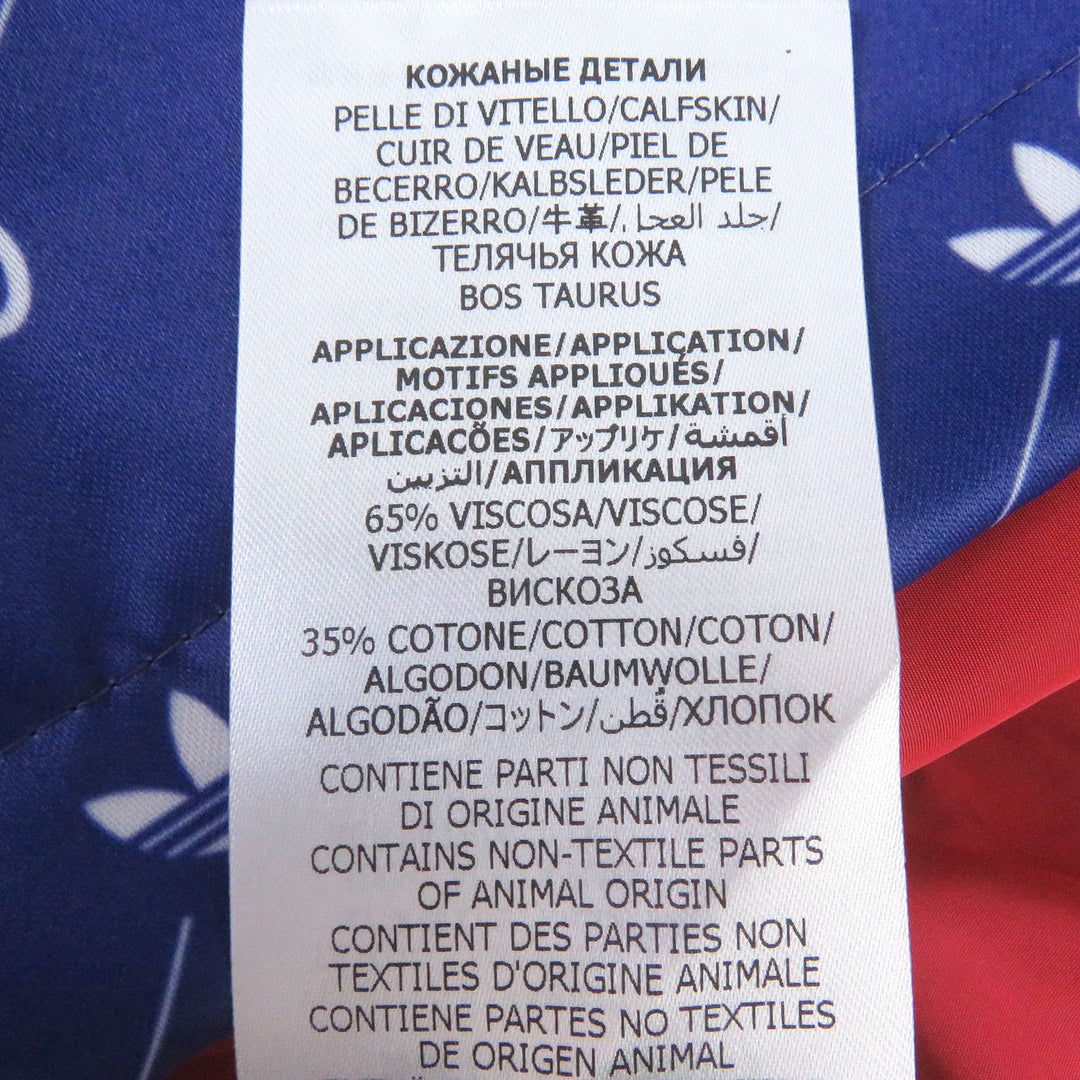 КОЖАНЫЕ ДЕТАЛИ
PELLE DI VITELLO/CALFSKIN/
CUIR DE VEAU/PIEL DE
BECERRO/KALBSLEDER/PELE
DE BIZERRO/牛革/جلد العجا/
ТЕЛЯЧЬЯ КОЖА
BOS TAURUS
APPLICAZIONE/APPLICATION/
MOTIFS APPLIQUÉS/
APLICACIONES/APPLIKATION/
APLICACÕES/アップリケ/أقمشة
التزيين/АППЛИКАЦИЯ
65% VISCOSA/VISCOSE/
VISKOSE/レーヨン/فسكوز/
ВИСКОЗА
35% COTONE/COTTON/COTON/
ALGODON/BAUMWOLLE/
ALGODÃO/コットン/قُطن/ХЛОПОК
CONTIENE PARTI NON TESSILI
DI ORIGINE ANIMALE
CONTAINS NON-TEXTILE PARTS
OF ANIMAL ORIGIN
CONTIENT DES PARTIES NON
TEXTILES D'ORIGINE ANIMALE
CONTIENE PARTES NO TEXTILES
DE ORIGEN ANIMAL